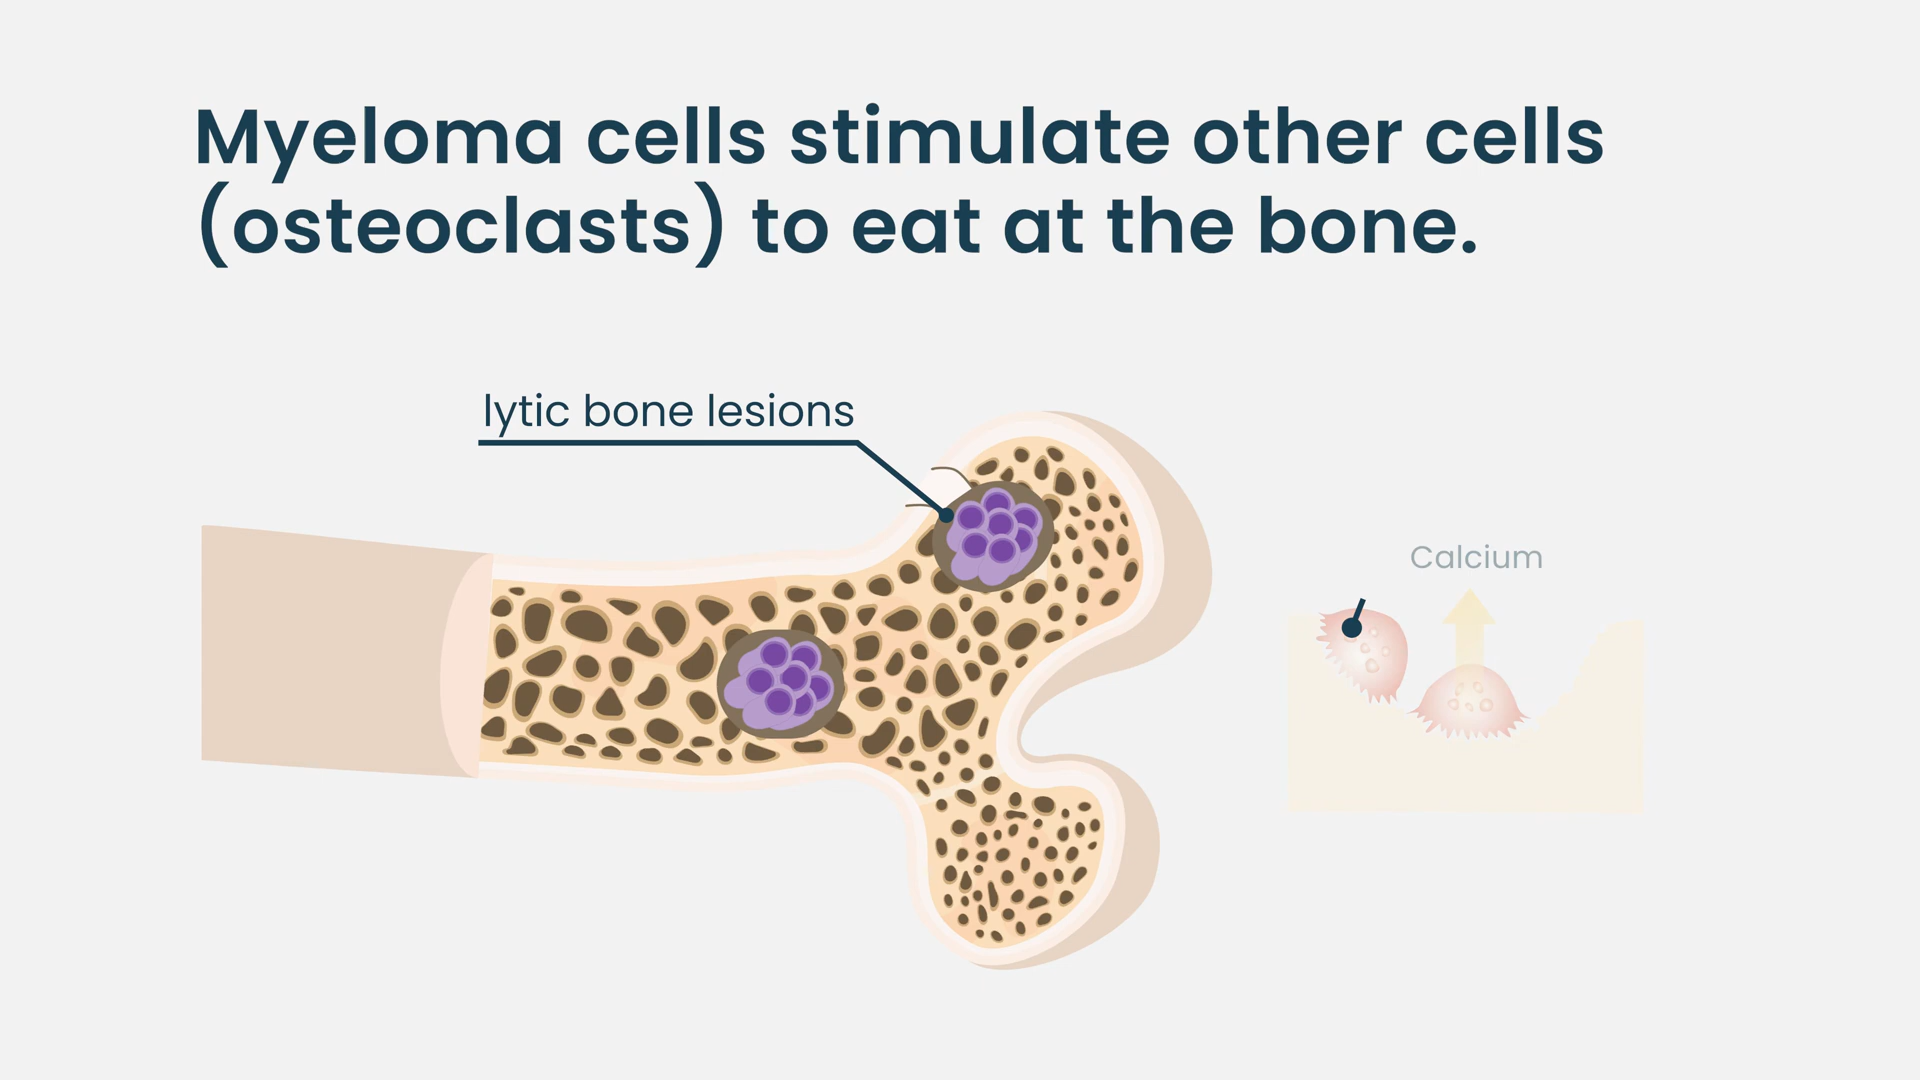 Myeloma cells stimulate other cells
(osteoclasts) to eat at the bone.
lytic bone lesions
Calcium